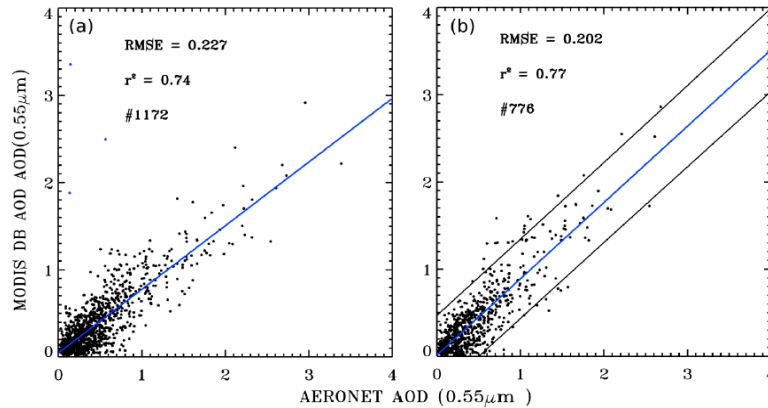 (a)
RMSE = 0.227
r² = 0.74
#1172
(b)
RMSE = 0.202
r² = 0.77
#776
MODIS DB AOD AOD(0.55μm)
4
3
2
1
0
0 1 2 3 4
4
3
2
1
0
0 1 2 3 4
AERONET AOD (0.55μm )